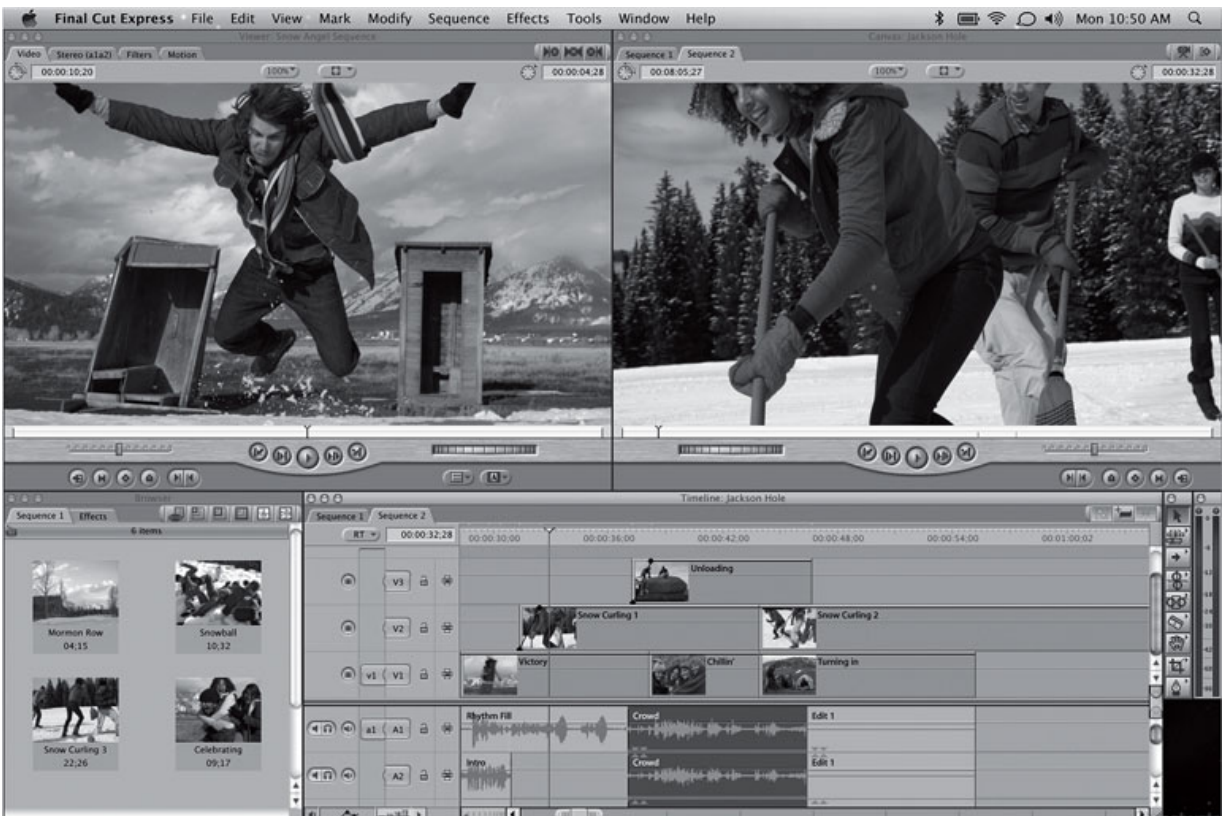 Final Cut Express File Edit View Mark Modify Sequence Effects Tools Window Help Mon 10:50 AM
Viewer: Snow Angel Sequence
Video Stereo (a1a2) Filters Motion
00:00:10;20 100% 00:00:04;28
Canvas: Jackson Hole
Sequence 1 Sequence 2
00:08:05;27 100% 00:00:32;28
Browser
Sequence 1 Effects
6 items
Mormon Row
04;15
Snowball
10;32
Snow Curling 3
22;26
Celebrating
09;17
Timeline: Jackson Hole
Sequence 1 Sequence 2
RT 00:00:32;28 00:00:30;00 00:00:36;00 00:00:42;00 00:00:48;00 00:00:54;00 00:01:00;02
V3 Unloading
V2 Snow Curling 1 Snow Curling 2
v1 V1 Victory Chillin' Turning in
a1 A1 Rhythm Fill Crowd Edit 1
A2 Intro Crowd Edit 1